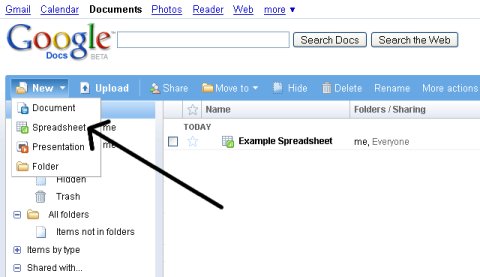 Gmail Calendar Documents Photos Reader Web more ▼
Google
Docs BETA
Search Docs Search the Web
New Upload Share Move to Hide Delete Rename More actions
Document
Spreadsheet
Presentation
Folder
me
me
Name Folders / Sharing
TODAY
Example Spreadsheet me, Everyone
Hidden
Trash
All folders
Items not in folders
Items by type
Shared with...